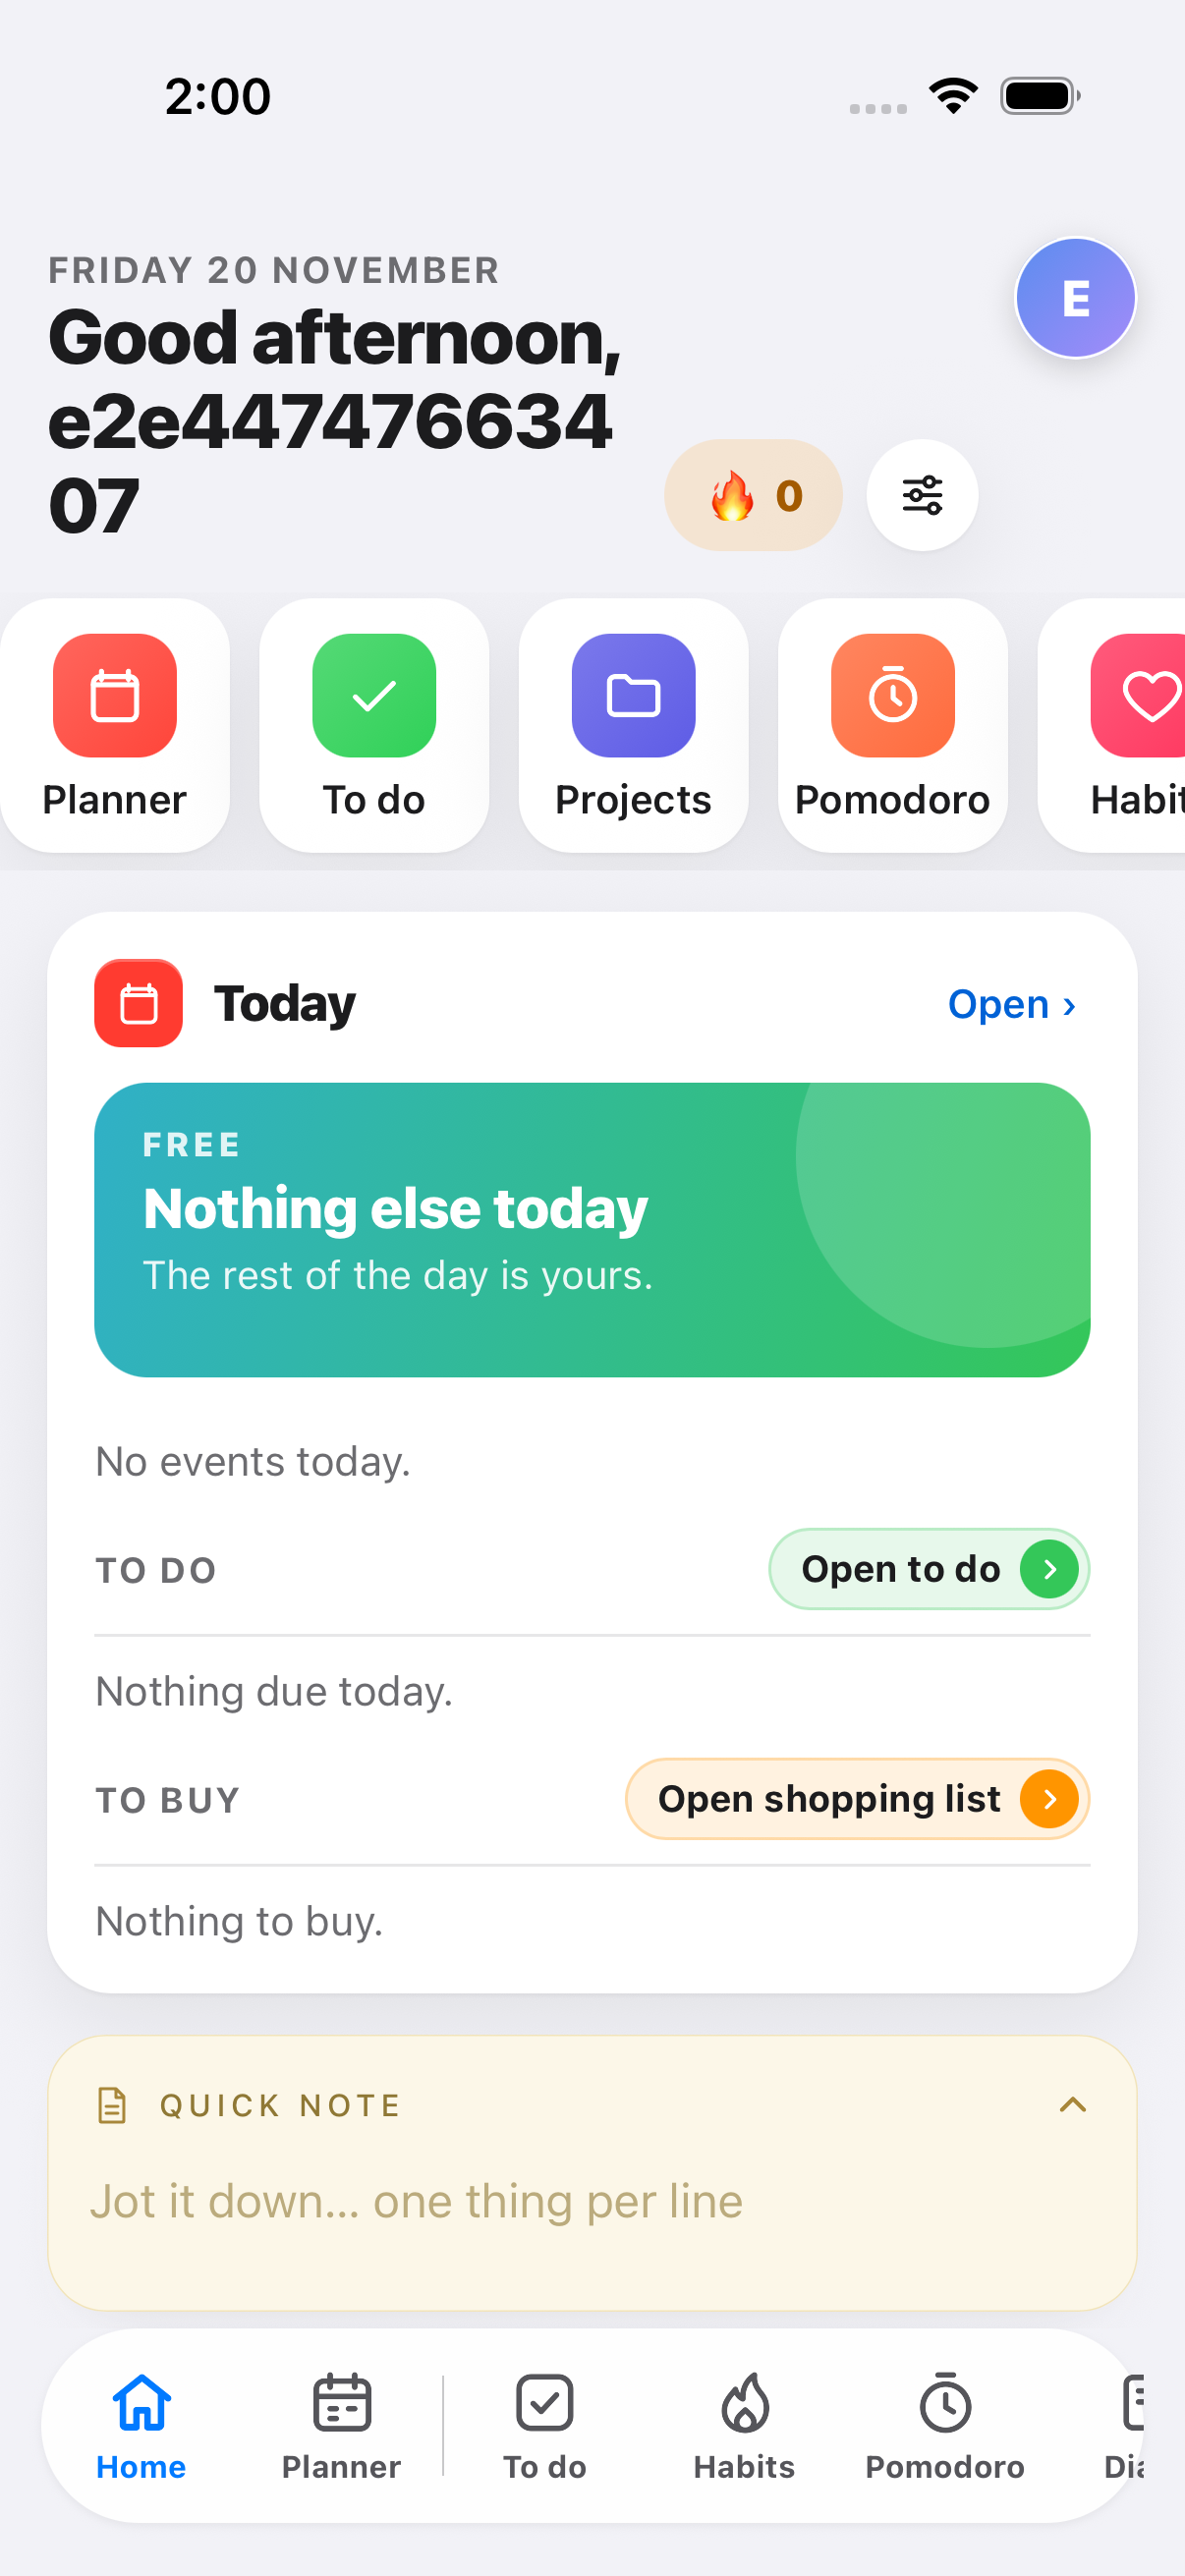 2:00
FRIDAY 20 NOVEMBER
Good afternoon,
e2e447476634
07
E
🔥 0
Planner
To do
Projects
Pomodoro
Habit
Today
Open ›
FREE
Nothing else today
The rest of the day is yours.
No events today.
TO DO
Open to do
Nothing due today.
TO BUY
Open shopping list
Nothing to buy.
QUICK NOTE
Jot it down... one thing per line
Home
Planner
To do
Habits
Pomodoro
Dia